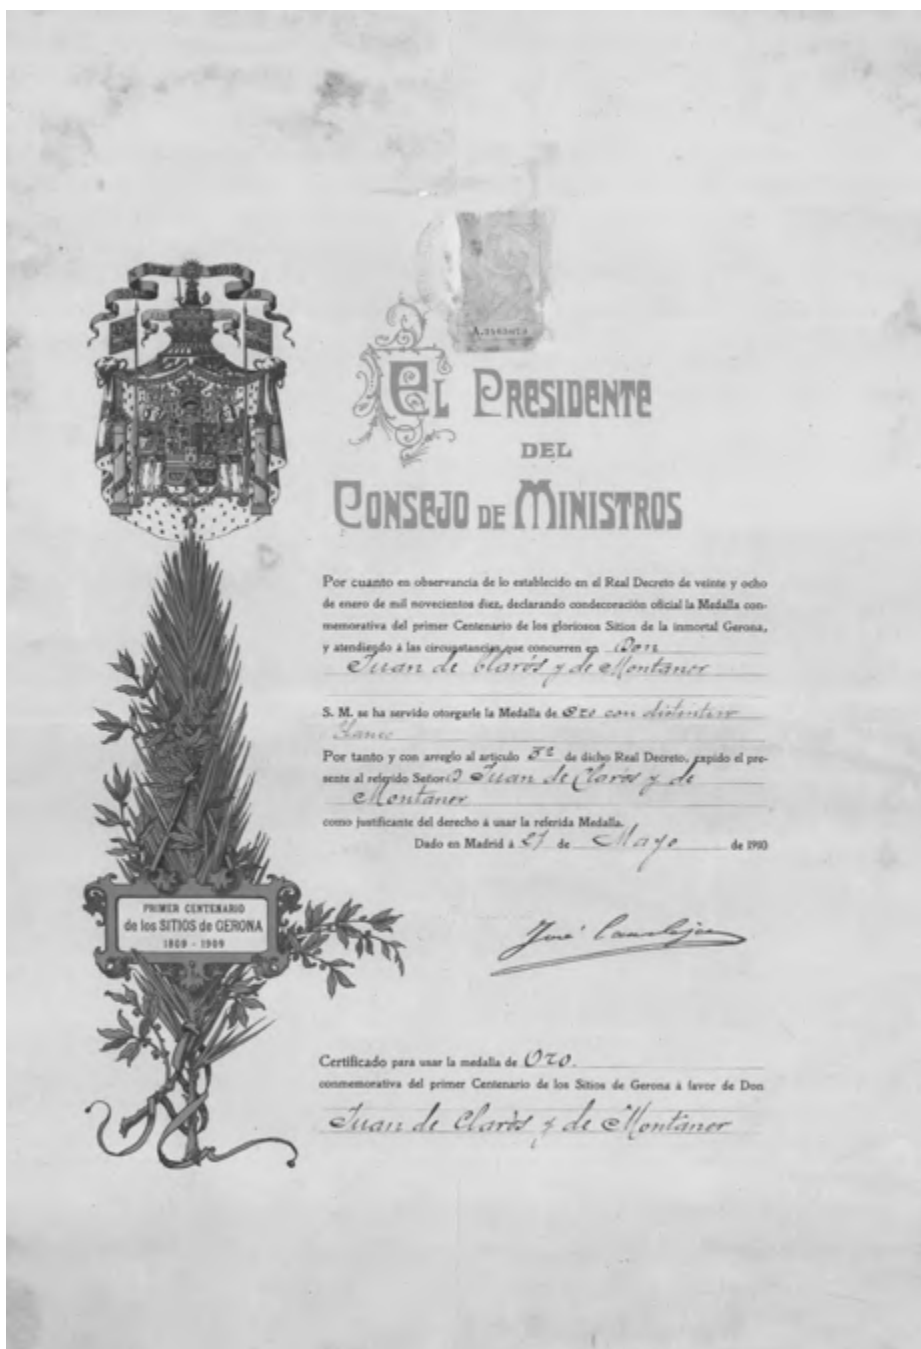 EL PRESIDENTE
DEL
CONSEJO DE MINISTROS
Por cuanto en observancia de lo establecido en el Real Decreto de veinte y ocho
de enero de mil novecientos diez, declarando condecoración oficial la Medalla con-
memorativa del primer Centenario de los gloriosos Sitios de la inmortal Gerona,
y atendiendo á las circunstancias que concurren en Don
Juan de Clarós y de Montaner
S. M. se ha servido otorgarle la Medalla de Oro con distintivo
Por tanto y con arreglo al artículo 3º de dicho Real Decreto, expido el pre-
sente al referido Señor D Juan de Clarós y de
Montaner
como justificante del derecho á usar la referida Medalla.
Dado en Madrid á 27 de Mayo de 1910
José Canalejas
PRIMER CENTENARIO
de los SITIOS de GERONA
1809 - 1909
Certificado para usar la medalla de Oro.
conmemorativa del primer Centenario de los Sitios de Gerona á favor de Don
Juan de Clarós y de Montaner